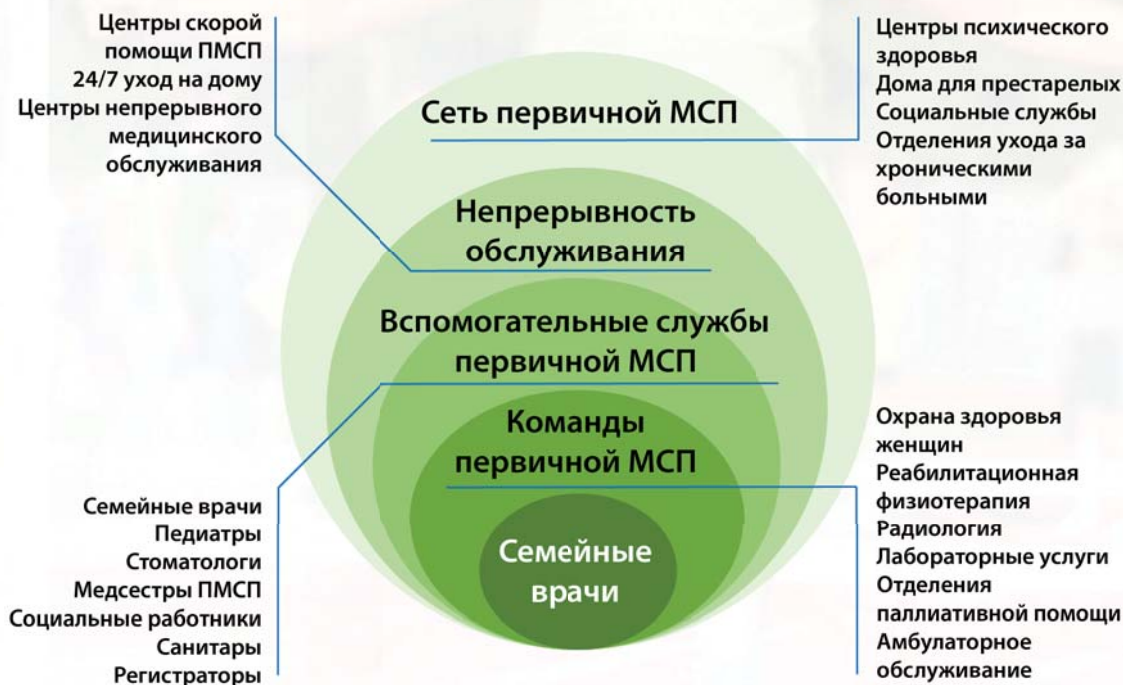 Центры скорой
помощи ПМСП
24/7 уход на дому
Центры непрерывного
медицинского
обслуживания
Центры психического
здоровья
Дома для престарелых
Социальные службы
Отделения ухода за
хроническими
больными
Сеть первичной МСП
Непрерывность
обслуживания
Вспомогательные службы
первичной МСП
Команды
первичной МСП
Семейные
врачи
Семейные врачи
Педиатры
Стоматологи
Медсестры ПМСП
Социальные работники
Санитары
Регистраторы
Охрана здоровья
женщин
Реабилитационная
физиотерапия
Радиология
Лабораторные услуги
Отделения
паллиативной помощи
Амбулаторное
обслуживание